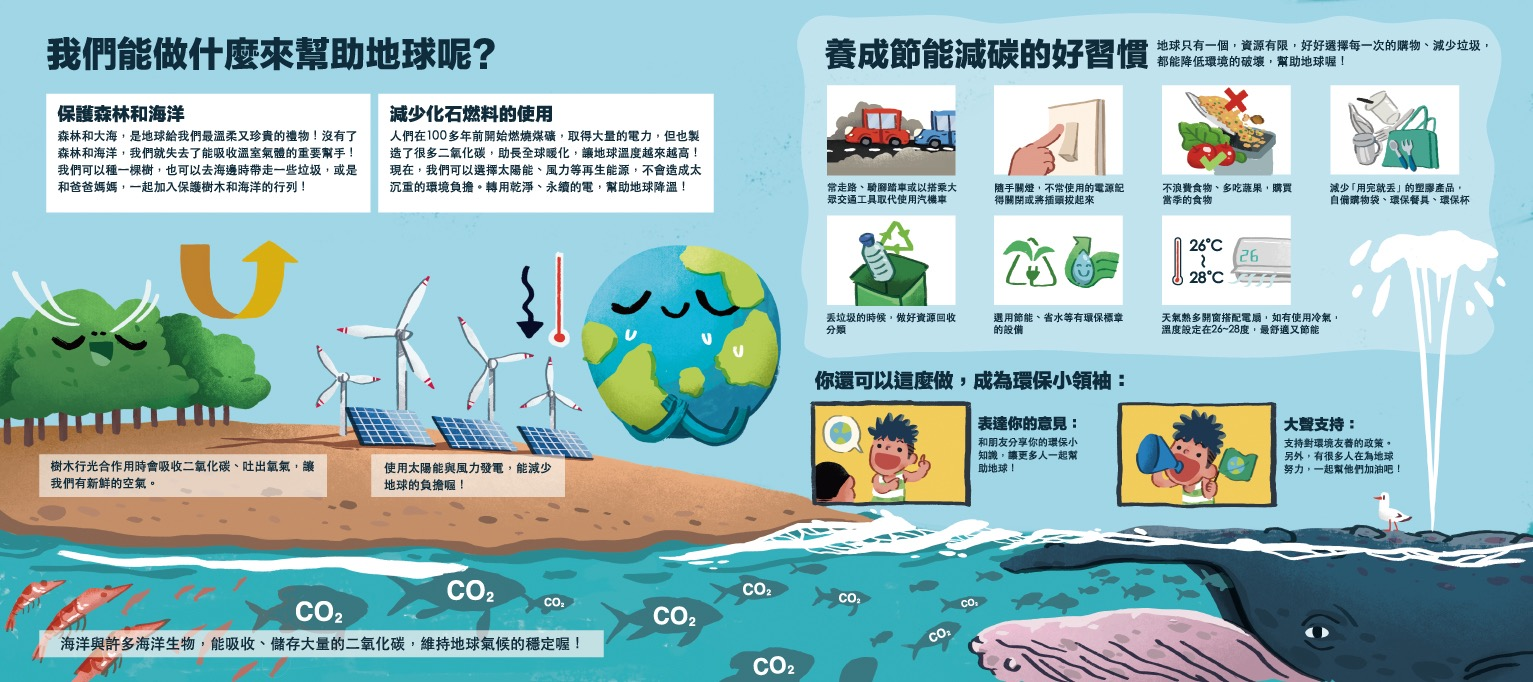 我們能做什麼來幫助地球呢?
保護森林和海洋
森林和大海，是地球給我們最溫柔又珍貴的禮物！沒有了
森林和海洋，我們就失去了能吸收溫室氣體的重要幫手！
我們可以種一棵樹，也可以去海邊時帶走一些垃圾，或是
和爸爸媽媽，一起加入保護樹木和海洋的行列！
減少化石燃料的使用
人們在100多年前開始燃燒煤礦，取得大量的電力，但也製
造了很多二氧化碳，助長全球暖化，讓地球溫度越來越高！
現在，我們可以選擇太陽能、風力等再生能源，不會造成太
沉重的環境負擔。轉用乾淨、永續的電，幫助地球降溫！
樹木行光合作用時會吸收二氧化碳、吐出氧氣，讓
我們有新鮮的空氣。
使用太陽能與風力發電，能減少
地球的負擔喔！
CO₂
CO₂
CO₂
CO₂
CO₂
CO₂
CO₂
CO₂
CO₂
海洋與許多海洋生物，能吸收、儲存大量的二氧化碳，維持地球氣候的穩定喔！
養成節能減碳的好習慣
地球只有一個，資源有限，好好選擇每一次的購物、減少垃圾，
都能降低環境的破壞，幫助地球喔！
常走路、騎腳踏車或以搭乘大
眾交通工具取代使用汽機車
隨手關燈，不常使用的電源記
得關閉或將插頭拔起來
不浪費食物、多吃蔬果，購買
當季的食物
減少「用完就丟」的塑膠產品，
自備購物袋、環保餐具、環保杯
丟垃圾的時候，做好資源回收
分類
選用節能、省水等有環保標章
的設備
26°C
~
28°C
26
天氣熱多開窗搭配電扇，如有使用冷氣，
溫度設定在26~28度，最舒適又節能
你還可以這麼做，成為環保小領袖：
表達你的意見：
和朋友分享你的環保小
知識，讓更多人一起幫
助地球！
大聲支持：
支持對環境友善的政策。
另外，有很多人在為地球
努力，一起幫他們加油吧！